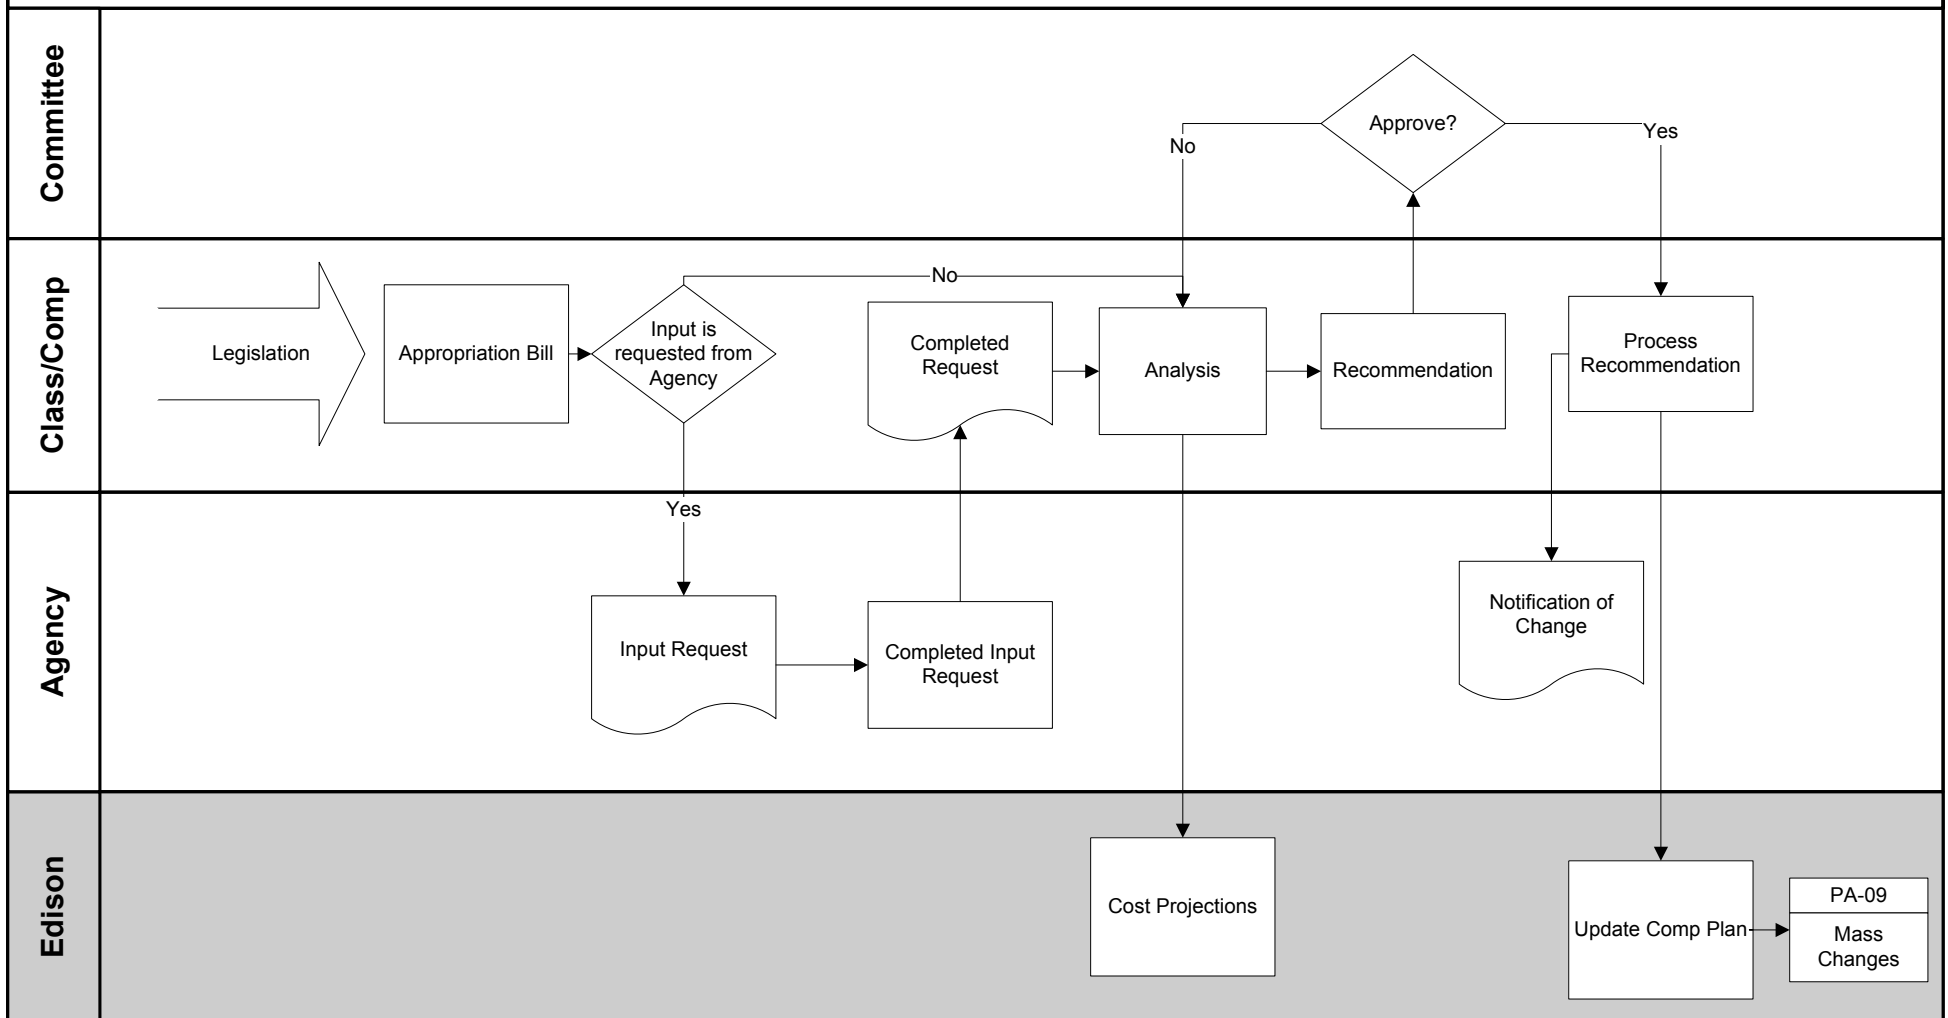 Committee
Approve?
No
Yes
Class/Comp
Legislation
Appropriation Bill
Input is
requested from
Agency
No
Completed
Request
Analysis
Recommendation
Process
Recommendation
Agency
Yes
Input Request
Completed Input
Request
Notification of
Change
Edison
Cost Projections
Update Comp Plan
PA-09
Mass
Changes